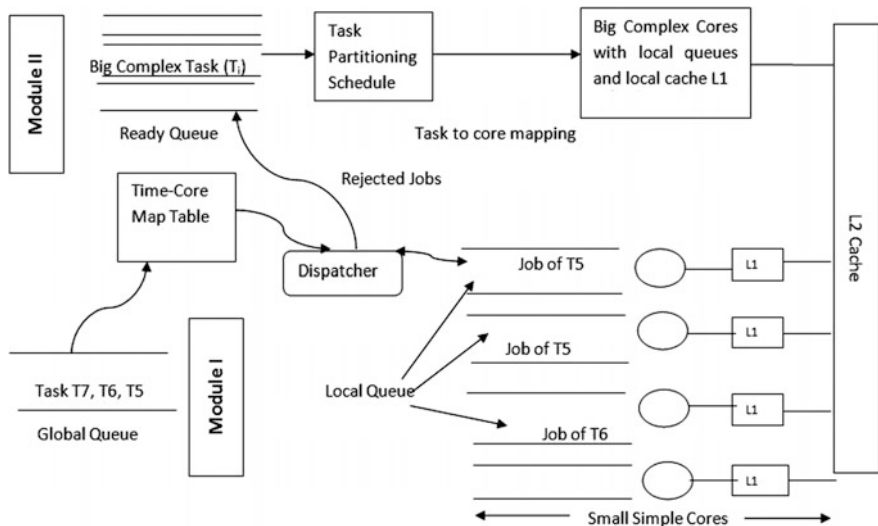 Module II
Big Complex Task (Ti)
Ready Queue
Task
Partitioning
Schedule
Big Complex Cores
with local queues
and local cache L1
Task to core mapping
Rejected Jobs
Time-Core
Map Table
Dispatcher
L2 Cache
Job of T5
L1
Job of T5
L1
Local Queue
Job of T6
L1
L1
Small Simple Cores
Task T7, T6, T5
Global Queue
Module I